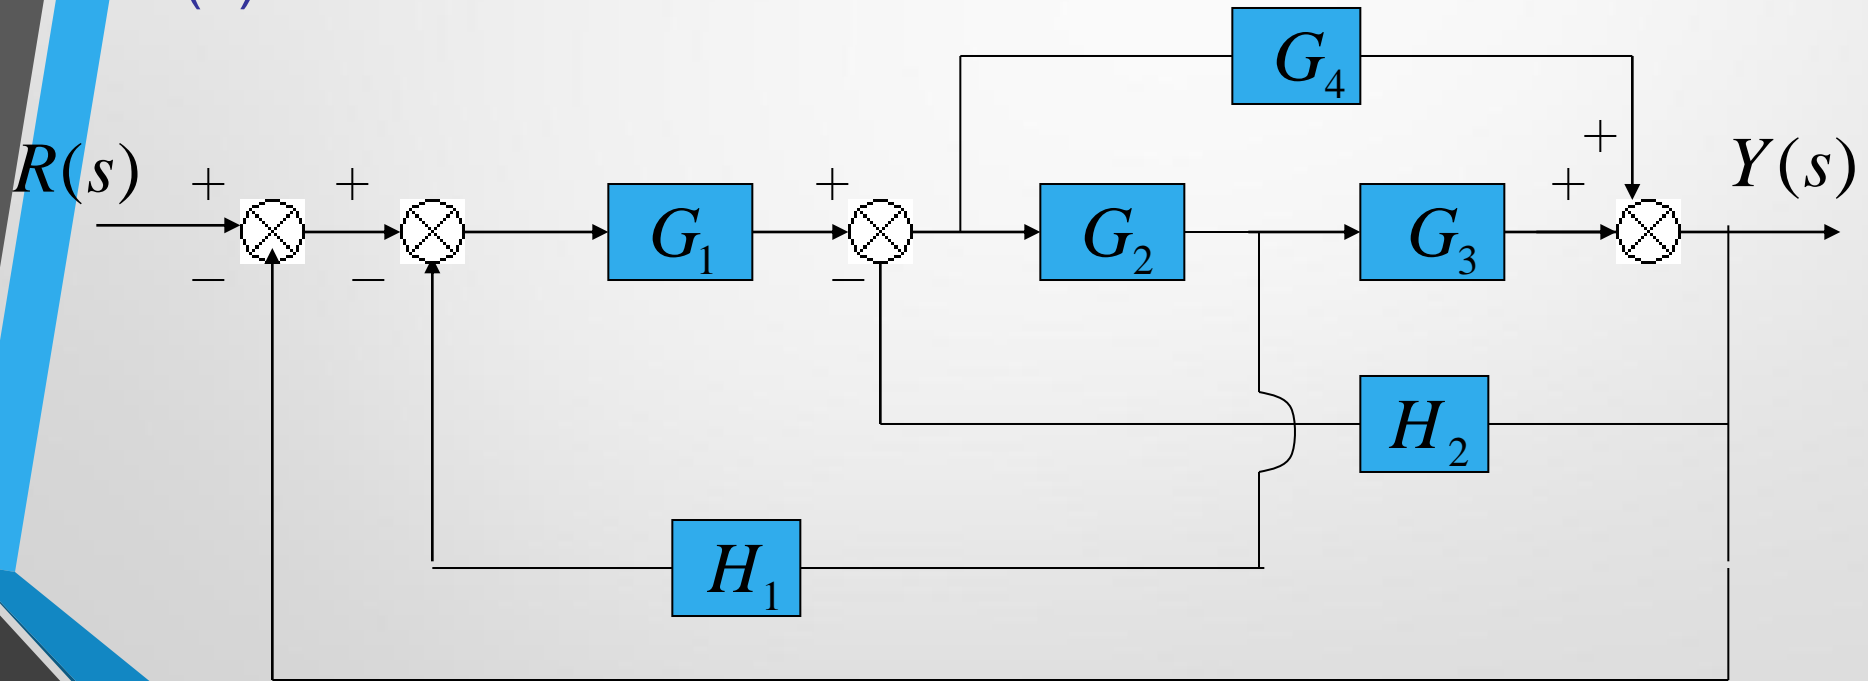 G₄
R(s) + + + + + Y(s)
G₁ G₂ G₃
− − −
H₂
H₁